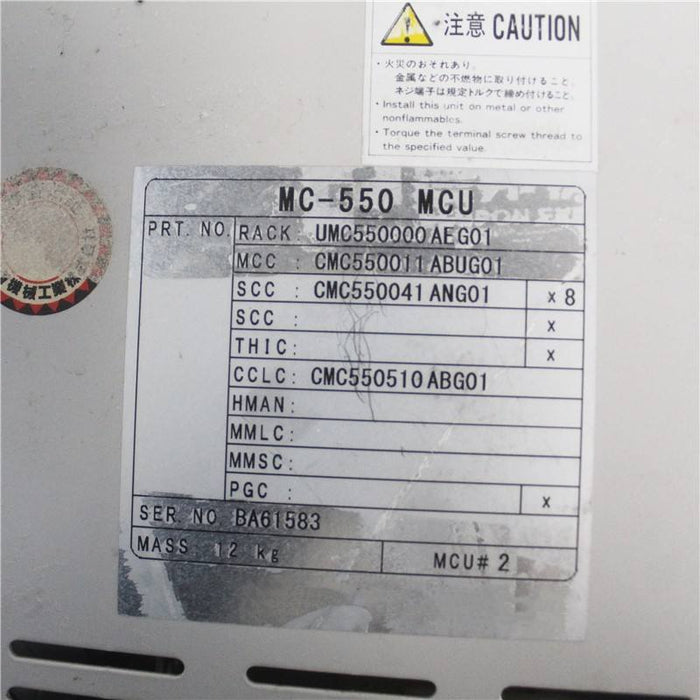 注意 CAUTION
・火災のおそれあり。
金属などの不燃物に取り付けること。
ネジ端子は規定トルクで締め付けること。
・Install this unit on metal or other
nonflammables.
・Torque the terminal screw thread to
the specified value.
機械工業
MC-550 MCU
PRT. NO. RACK: UMC550000AEG01
MCC : CMC550011ABUG01
SCC : CMC550041ANG01 x 8
SCC : x
THIC: x
CCLC: CMC550510ABG01
HMAN:
MMLC:
MMSC:
PGC : x
SER. NO BA61583
MASS 12 kg MCU# 2